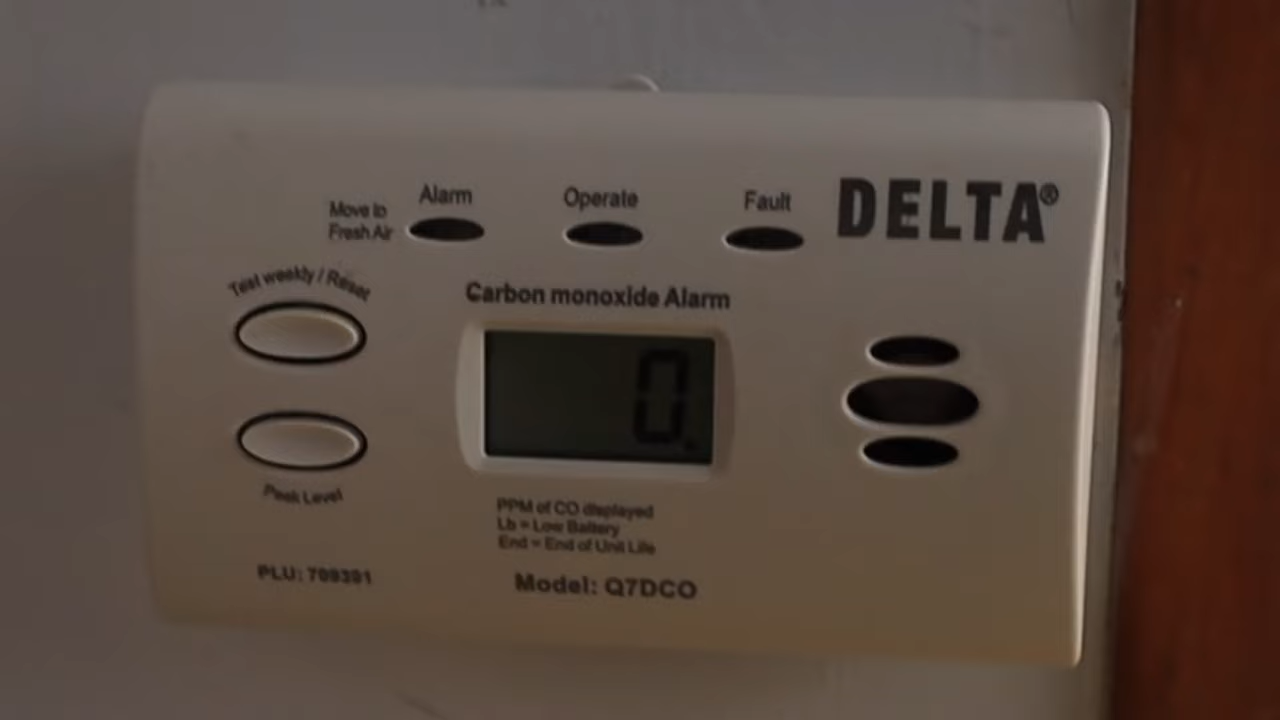 DELTA®
Alarm
Operate
Fault
Move to
Fresh Air
Test weekly / Reset
Carbon monoxide Alarm
0.
Peak Level
PPM of CO displayed
Lb = Low Battery
End = End of Unit Life
PLU: 709391
Model: Q7DCO